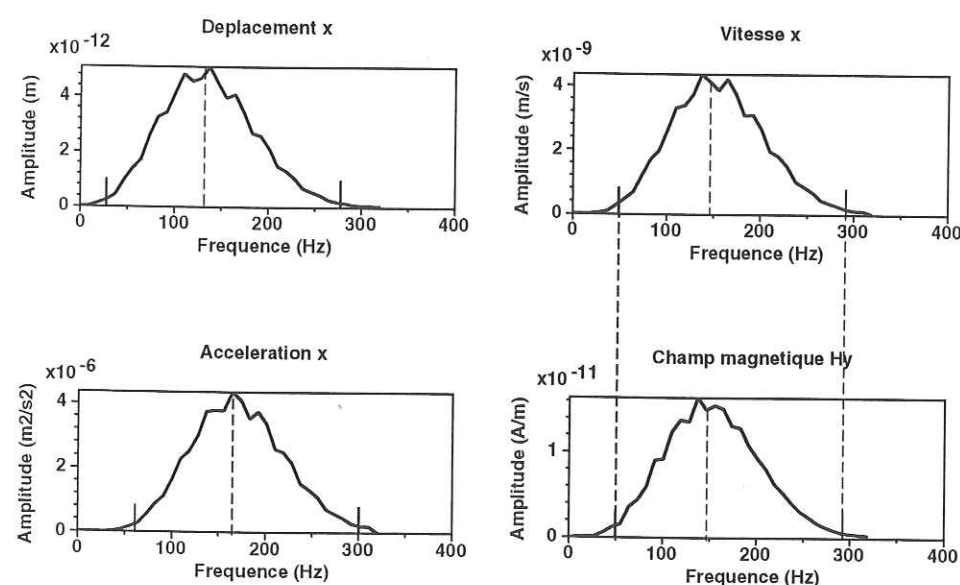 Deplacement x
x10 -12
Amplitude (m)
4
2
0
0 100 200 300 400
Frequence (Hz)
Vitesse x
x10 -9
Amplitude (m/s)
4
2
0
0 100 200 300 400
Frequence (Hz)
Acceleration x
x10 -6
Amplitude (m2/s2)
4
2
0
0 100 200 300 400
Frequence (Hz)
Champ magnetique Hy
x10 -11
Amplitude (A/m)
1
0
0 100 200 300 400
Frequence (Hz)